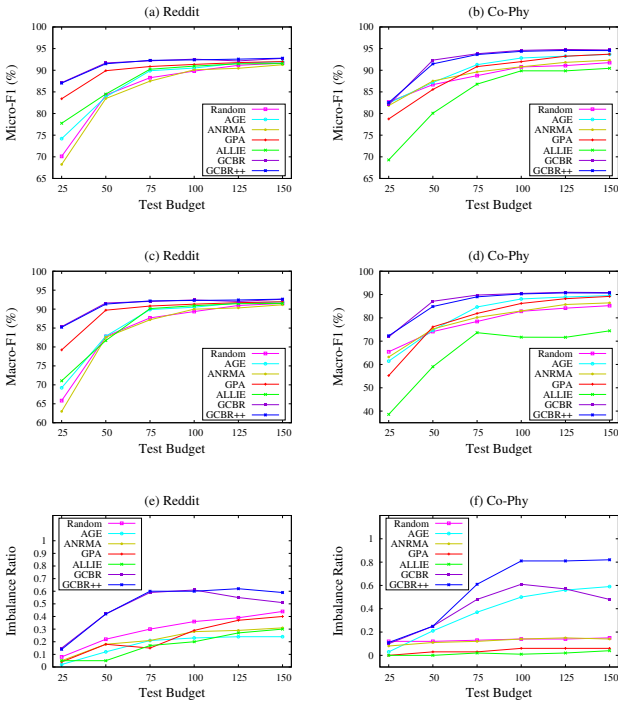 (a) Reddit
Micro-F1 (%)
100
95
90
85
80
75
70
65
25 50 75 100 125 150
Test Budget
Random
AGE
ANRMA
GPA
ALLIE
GCBR
GCBR++
(b) Co-Phy
Micro-F1 (%)
100
95
90
85
80
75
70
65
25 50 75 100 125 150
Test Budget
Random
AGE
ANRMA
GPA
ALLIE
GCBR
GCBR++
(c) Reddit
Macro-F1 (%)
100
95
90
85
80
75
70
65
60
25 50 75 100 125 150
Test Budget
Random
AGE
ANRMA
GPA
ALLIE
GCBR
GCBR++
(d) Co-Phy
Macro-F1 (%)
100
90
80
70
60
50
40
25 50 75 100 125 150
Test Budget
Random
AGE
ANRMA
GPA
ALLIE
GCBR
GCBR++
(e) Reddit
Imbalance Ratio
1
0.9
0.8
0.7
0.6
0.5
0.4
0.3
0.2
0.1
0
25 50 75 100 125 150
Test Budget
Random
AGE
ANRMA
GPA
ALLIE
GCBR
GCBR++
(f) Co-Phy
Imbalance Ratio
1
0.8
0.6
0.4
0.2
0
25 50 75 100 125 150
Test Budget
Random
AGE
ANRMA
GPA
ALLIE
GCBR
GCBR++